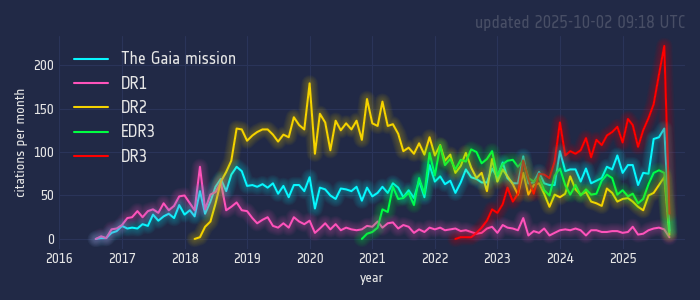 updated 2025-10-02 09:18 UTC
The Gaia mission
DR1
DR2
EDR3
DR3
citations per month
200
150
100
50
0
2016 2017 2018 2019 2020 2021 2022 2023 2024 2025
year